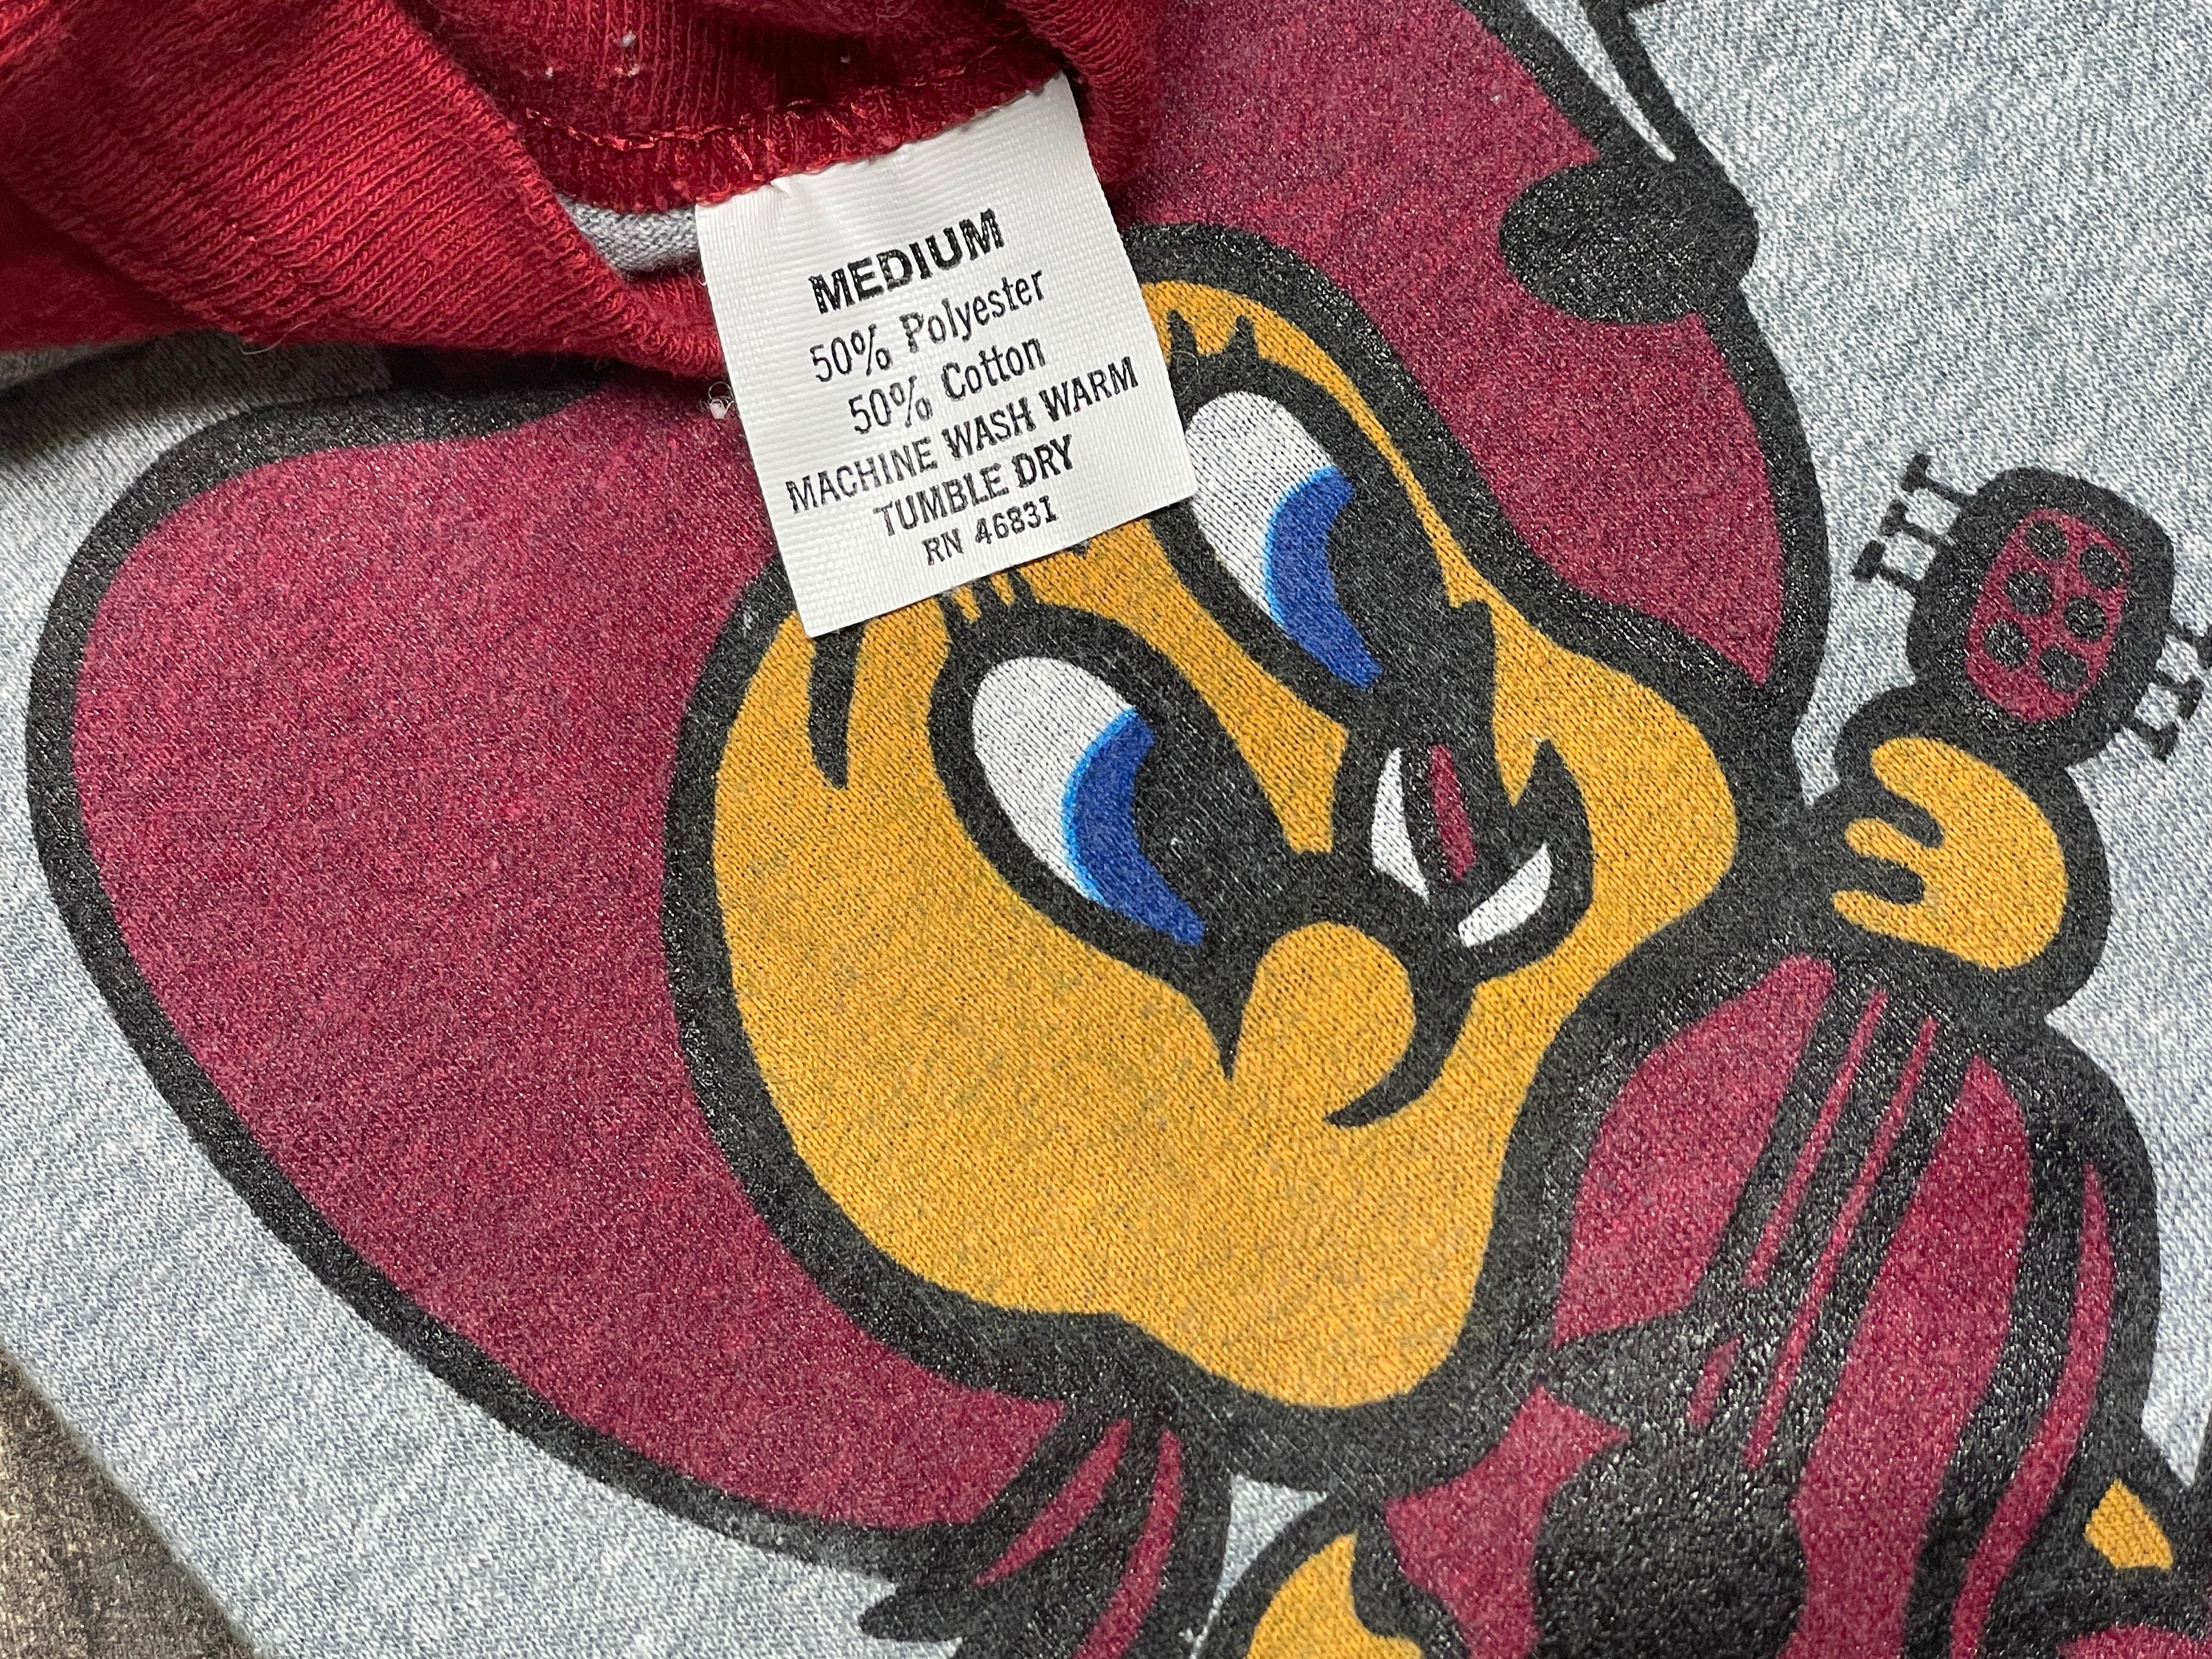 MEDIUM
50% Polyester
50% Cotton
MACHINE WASH WARM
TUMBLE DRY
RN 46831